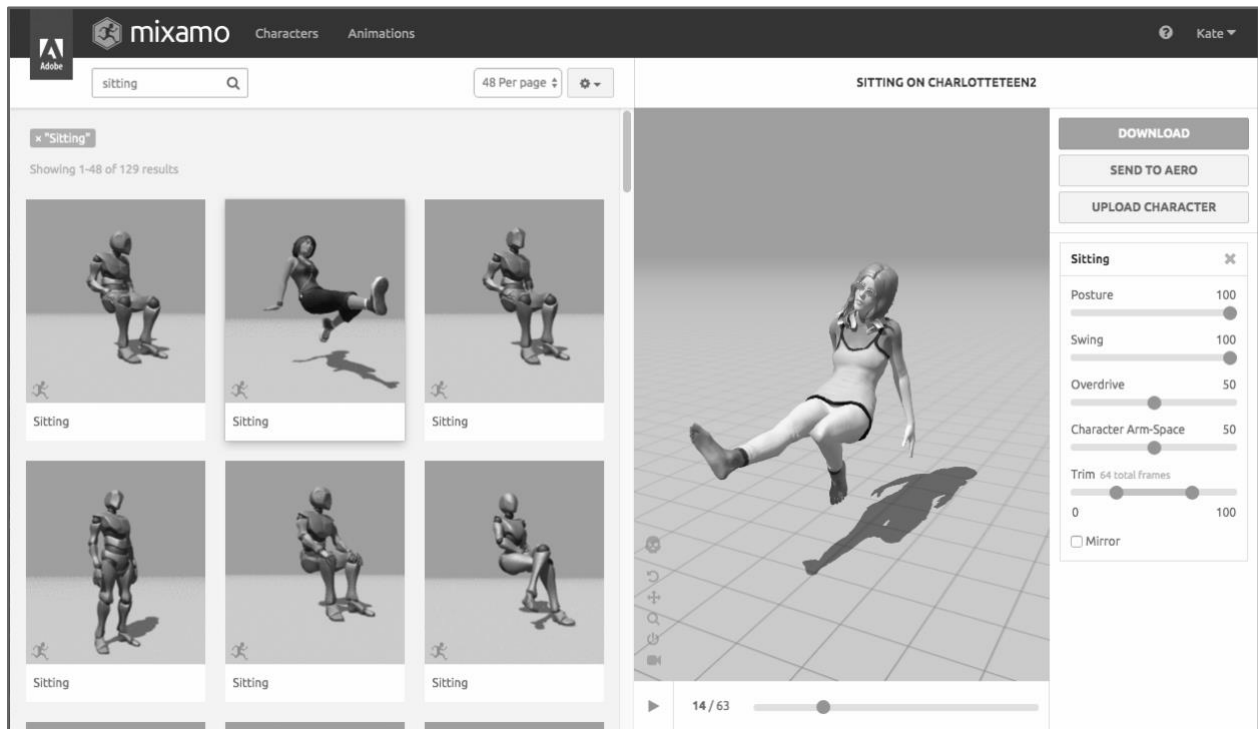 Adobe
mixamo
Characters
Animations
Kate
sitting
48 Per page
SITTING ON CHARLOTTETEEN2
× "Sitting"
Showing 1-48 of 129 results
Sitting
Sitting
Sitting
Sitting
Sitting
Sitting
14 / 63
DOWNLOAD
SEND TO AERO
UPLOAD CHARACTER
Sitting
Posture 100
Swing 100
Overdrive 50
Character Arm-Space 50
Trim 64 total frames
0 100
Mirror